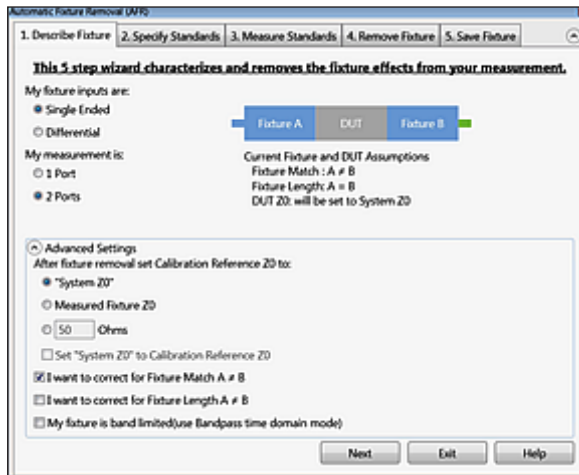 Automatic Fixture Removal (AFR)
1. Describe Fixture 2. Specify Standards 3. Measure Standards 4. Remove Fixture 5. Save Fixture
This 5 step wizard characterizes and removes the fixture effects from your measurement.
My fixture inputs are:
Single Ended
Differential
Fixture A DUT Fixture B
My measurement is:
1 Port
2 Ports
Current Fixture and DUT Assumptions
Fixture Match : A ≠ B
Fixture Length: A = B
DUT Z0: will be set to System Z0
Advanced Settings
After fixture removal set Calibration Reference Z0 to:
"System Z0"
Measured Fixture Z0
50 Ohms
Set "System Z0" to Calibration Reference Z0
I want to correct for Fixture Match A ≠ B
I want to correct for Fixture Length A ≠ B
My fixture is band limited(use Bandpass time domain mode)
Next Exit Help